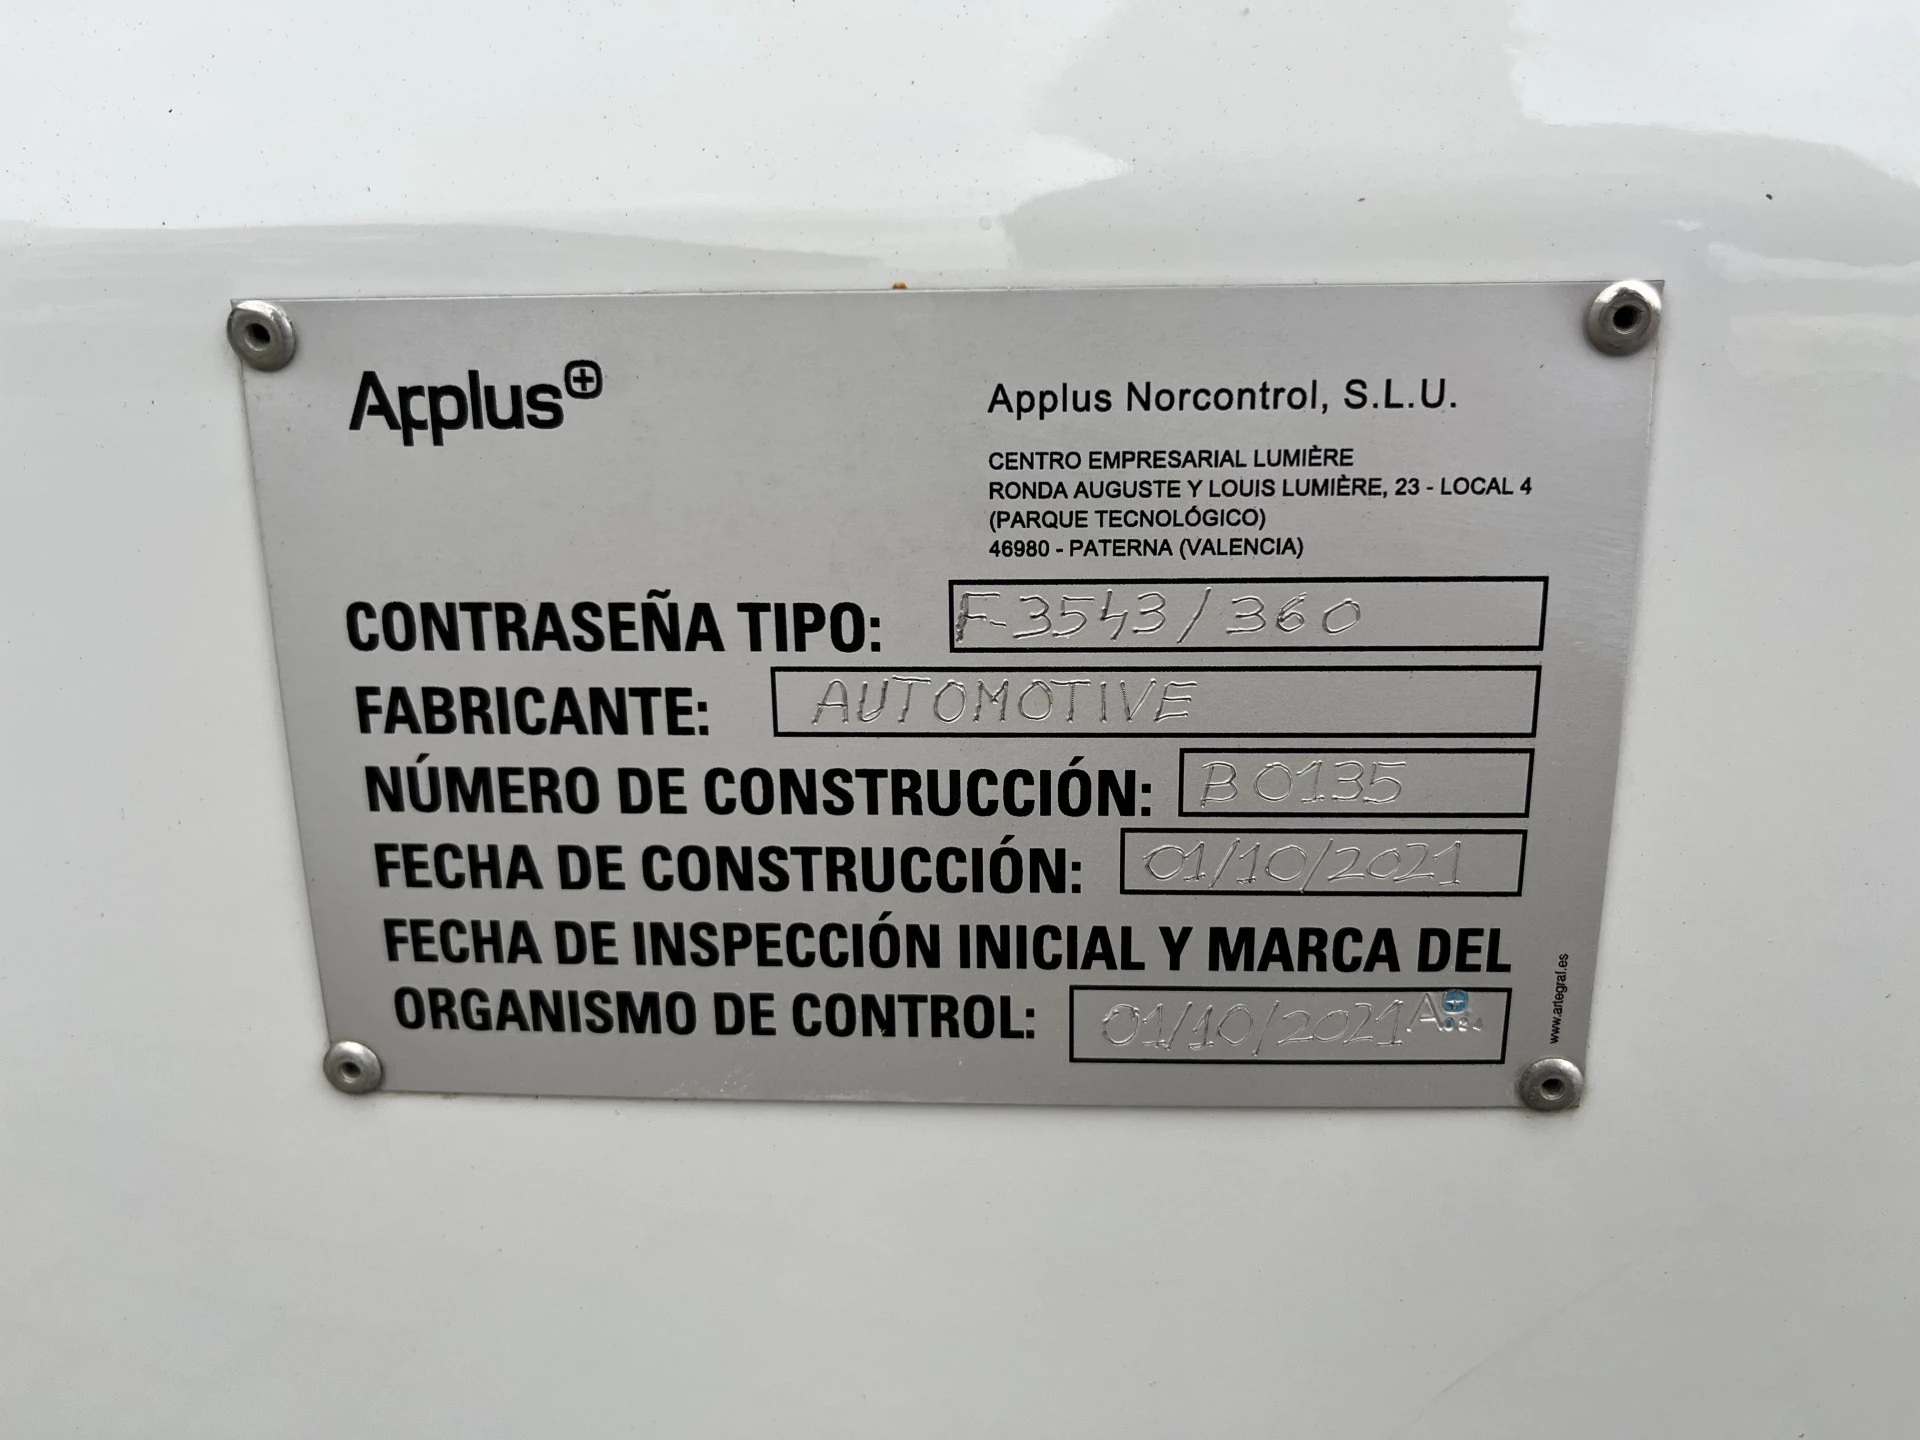 Applus+
Applus Norcontrol, S.L.U.
CENTRO EMPRESARIAL LUMIÈRE
RONDA AUGUSTE Y LOUIS LUMIÈRE, 23 - LOCAL 4
(PARQUE TECNOLÓGICO)
46980 - PATERNA (VALENCIA)
CONTRASEÑA TIPO: F-3543/360
FABRICANTE: AUTOMOTIVE
NÚMERO DE CONSTRUCCIÓN: B0135
FECHA DE CONSTRUCCIÓN: 01/10/2021
FECHA DE INSPECCIÓN INICIAL Y MARCA DEL
ORGANISMO DE CONTROL: 01/10/2021 A
www.artegraf.es